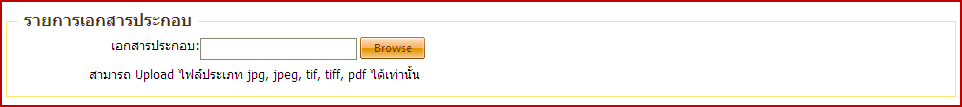 รายการเอกสารประกอบ
เอกสารประกอบ: Browse
สามารถ Upload ไฟล์ประเภท jpg, jpeg, tif, tiff, pdf ได้เท่านั้น